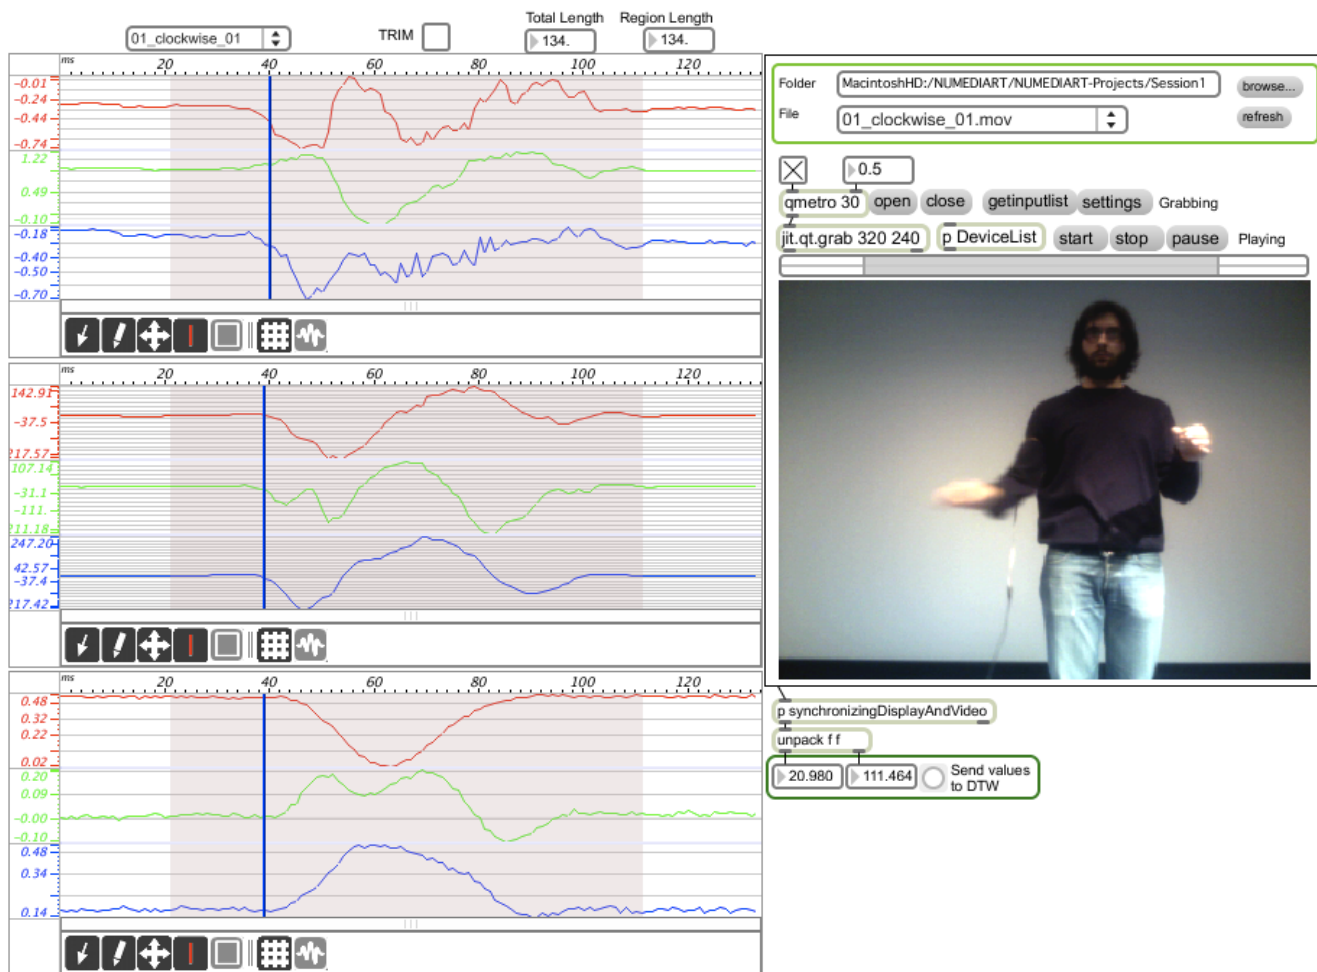 Total Length Region Length
01_clockwise_01 TRIM 134. 134.
ms 20 40 60 80 100 120
-0.01
-0.24
-0.44
-0.74
1.22
0.49
-0.10
-0.18
-0.40
-0.50
-0.70
ms 20 40 60 80 100 120
142.91
-37.5
217.57
107.14
-31.1
-111.
211.18
247.20
42.57
-37.4
217.42
ms 20 40 60 80 100 120
0.48
0.32
0.22
0.02
0.20
0.09
-0.00
-0.10
0.48
0.34
0.14
Folder MacintoshHD:/NUMEDIART/NUMEDIART-Projects/Session1 browse...
File 01_clockwise_01.mov refresh
0.5
qmetro 30 open close getinputlist settings Grabbing
jit.qt.grab 320 240 p DeviceList start stop pause Playing
p synchronizingDisplayAndVideo
unpack f f
20.980 111.464 Send values
to DTW